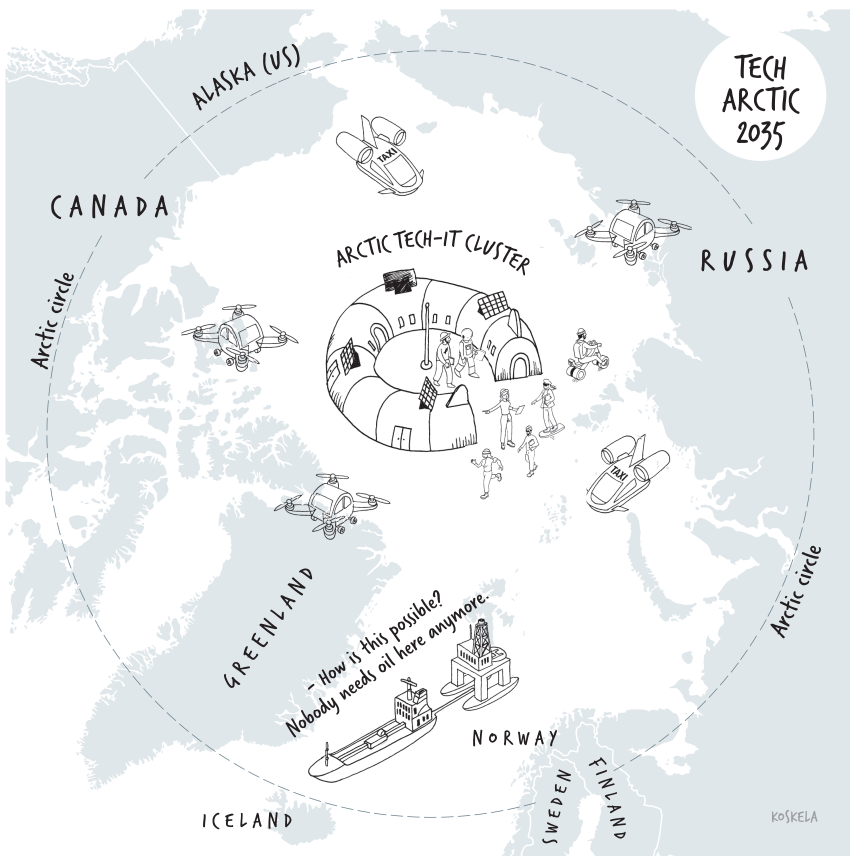 ALASKA (US)
TECH
ARCTIC
2035
TAXI
CANADA
ARCTIC TECH-IT CLUSTER
RUSSIA
Arctic circle
TAXI
GREENLAND
Arctic circle
- How is this possible?
Nobody needs oil here anymore.
NORWAY
SWEDEN
FINLAND
ICELAND
KOSKELA